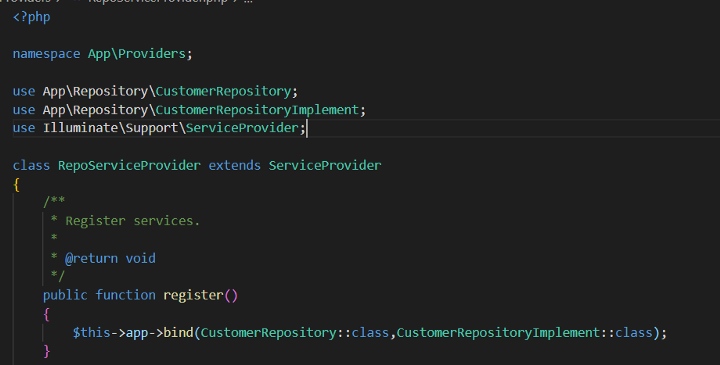 RepoServiceProvider.php
<?php
namespace App\Providers;
use App\Repository\CustomerRepository;
use App\Repository\CustomerRepositoryImplement;
use Illuminate\Support\ServiceProvider;
class RepoServiceProvider extends ServiceProvider
{
/**
* Register services.
*
* @return void
*/
public function register()
{
$this->app->bind(CustomerRepository::class,CustomerRepositoryImplement::class);
}